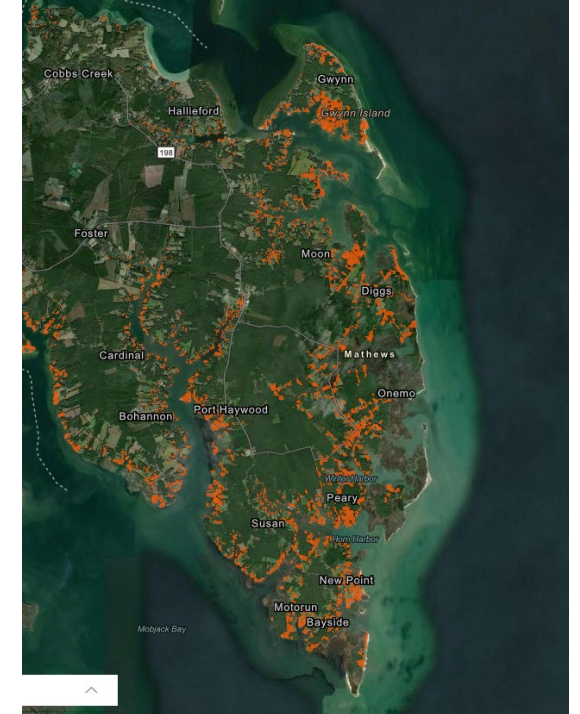 Cobbs Creek
Gwynn
Hallieford
Gwynn Island
198
Foster
Moon
Diggs
Mathews
Cardinal
Onemo
Port Haywood
Bohannon
Winter Harbor
Peary
Susan
Horn Harbor
New Point
Motorun
Bayside
Mobjack Bay